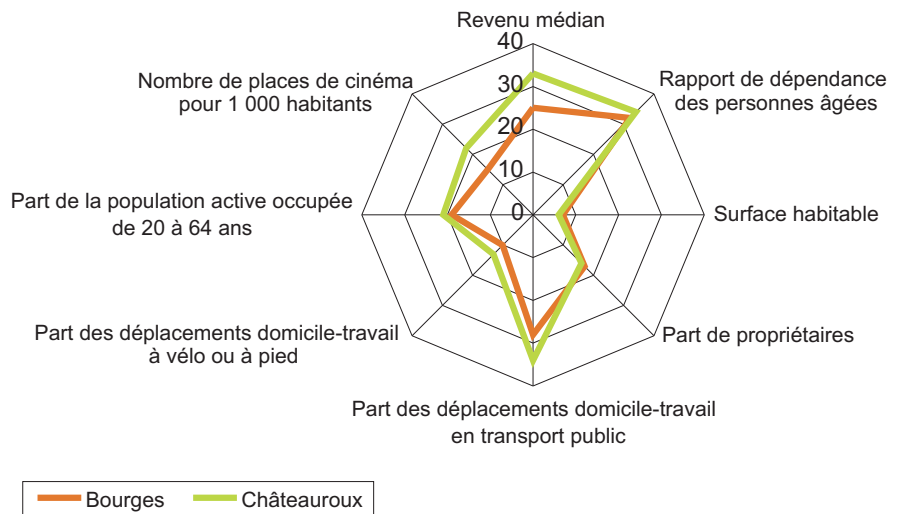 Revenu médian
40
30
20
10
0
Rapport de dépendance
des personnes âgées
Surface habitable
Part de propriétaires
Part des déplacements domicile-travail
en transport public
Part des déplacements domicile-travail
à vélo ou à pied
Part de la population active occupée
de 20 à 64 ans
Nombre de places de cinéma
pour 1 000 habitants
Bourges
Châteauroux